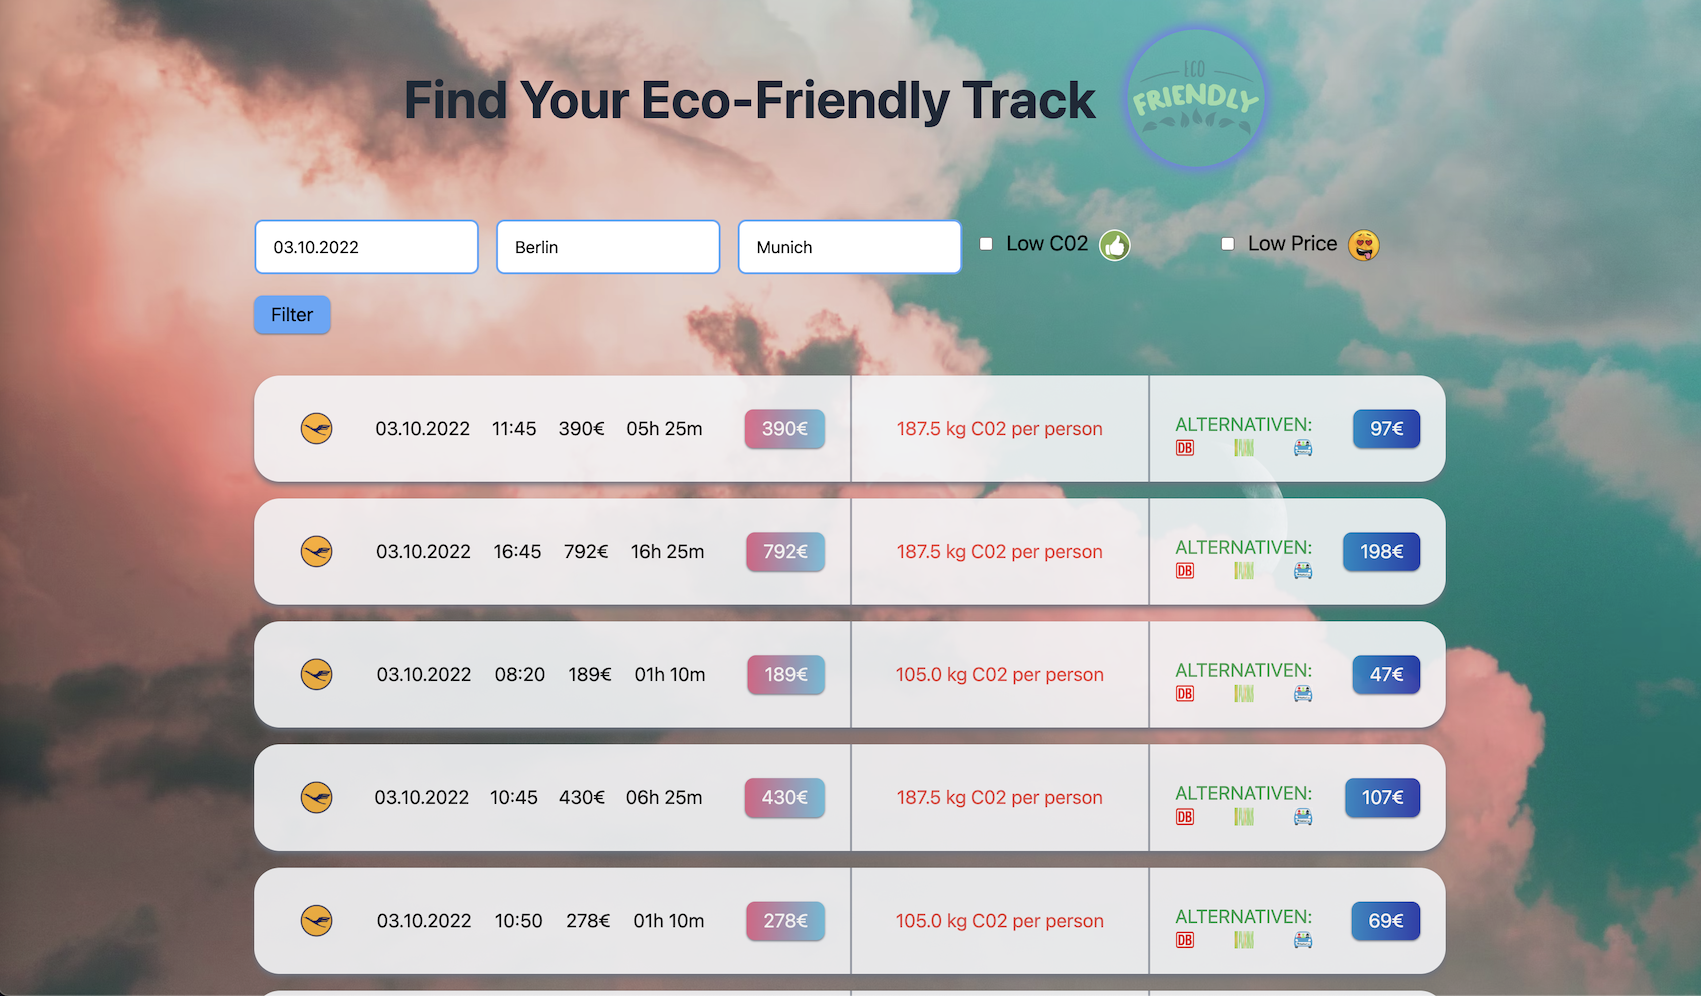 Find Your Eco-Friendly Track
ECO
FRIENDLY
03.10.2022 Berlin Munich Low C02 Low Price
Filter
03.10.2022 11:45 390€ 05h 25m 390€ 187.5 kg C02 per person ALTERNATIVEN: 97€
DB
03.10.2022 16:45 792€ 16h 25m 792€ 187.5 kg C02 per person ALTERNATIVEN: 198€
DB
03.10.2022 08:20 189€ 01h 10m 189€ 105.0 kg C02 per person ALTERNATIVEN: 47€
DB
03.10.2022 10:45 430€ 06h 25m 430€ 187.5 kg C02 per person ALTERNATIVEN: 107€
DB
03.10.2022 10:50 278€ 01h 10m 278€ 105.0 kg C02 per person ALTERNATIVEN: 69€
DB